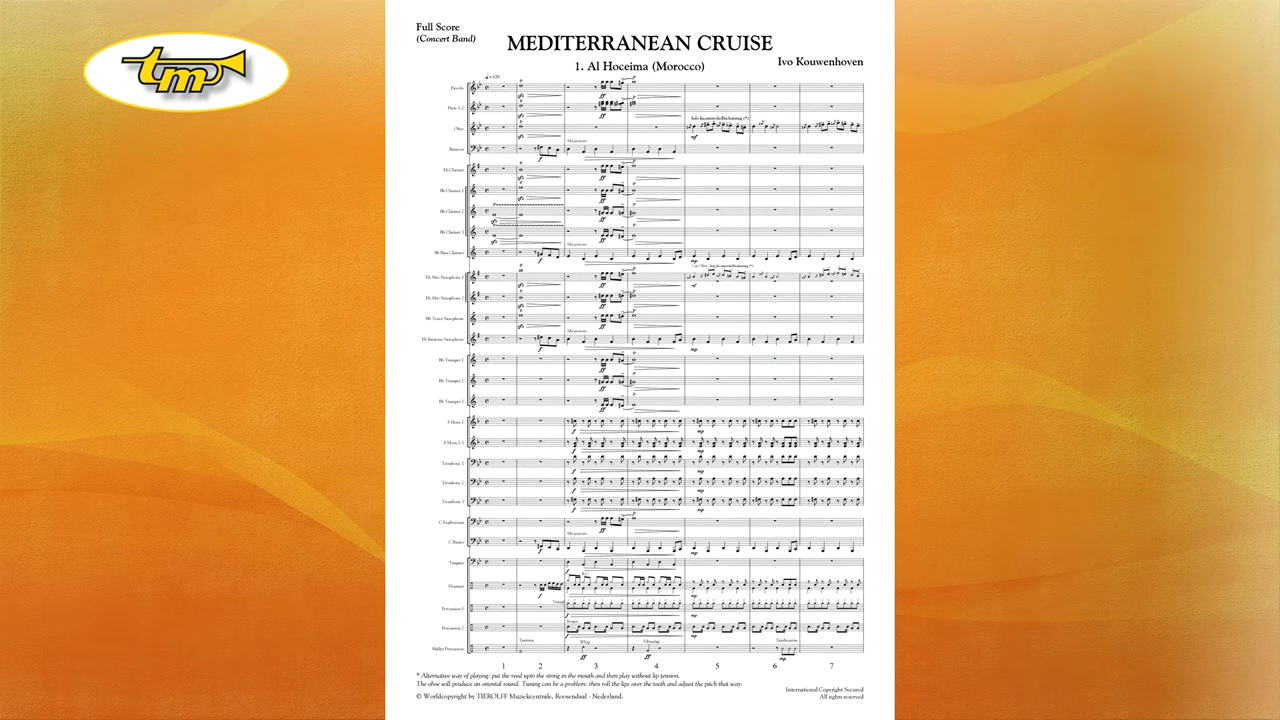 tm
Full Score
(Concert Band)
MEDITERRANEAN CRUISE
1. Al Hoceima (Morocco)
Ivo Kouwenhoven
♩ = 120
Piccolo
Flute 1-2
Oboe
Solo Incantevole/Enchanting (*)
Bassoon
Eb Clarinet
Bb Clarinet 1
Bb Clarinet 2
Bb Clarinet 3
Bb Bass Clarinet
Eb Alto Saxophone 1
Eb Alto Saxophone 2
Bb Tenor Saxophone
Eb Baritone Saxophone
Bb Trumpet 1
Bb Trumpet 2
Bb Trumpet 3
F Horn 1
F Horn 2-3
Trombone 1
Trombone 2
Trombone 3
C Euphonium
C Basses
Timpani
Drumset
Percussion 1
Percussion 2
Mallet Percussion
Whip
Vibraslap
Tambourine
1 2 3 4 5 6 7
* Alternative way of playing: put the reed upto the string in the mouth and then play without lip tension.
The oboe will produce an oriental sound. Tuning can be a problem: then roll the lips over the teeth and adjust the pitch that way.
© Worldcopyright by TIEROLFF Muziekcentrale, Roosendaal - Nederland.
International Copyright Secured
All rights reserved